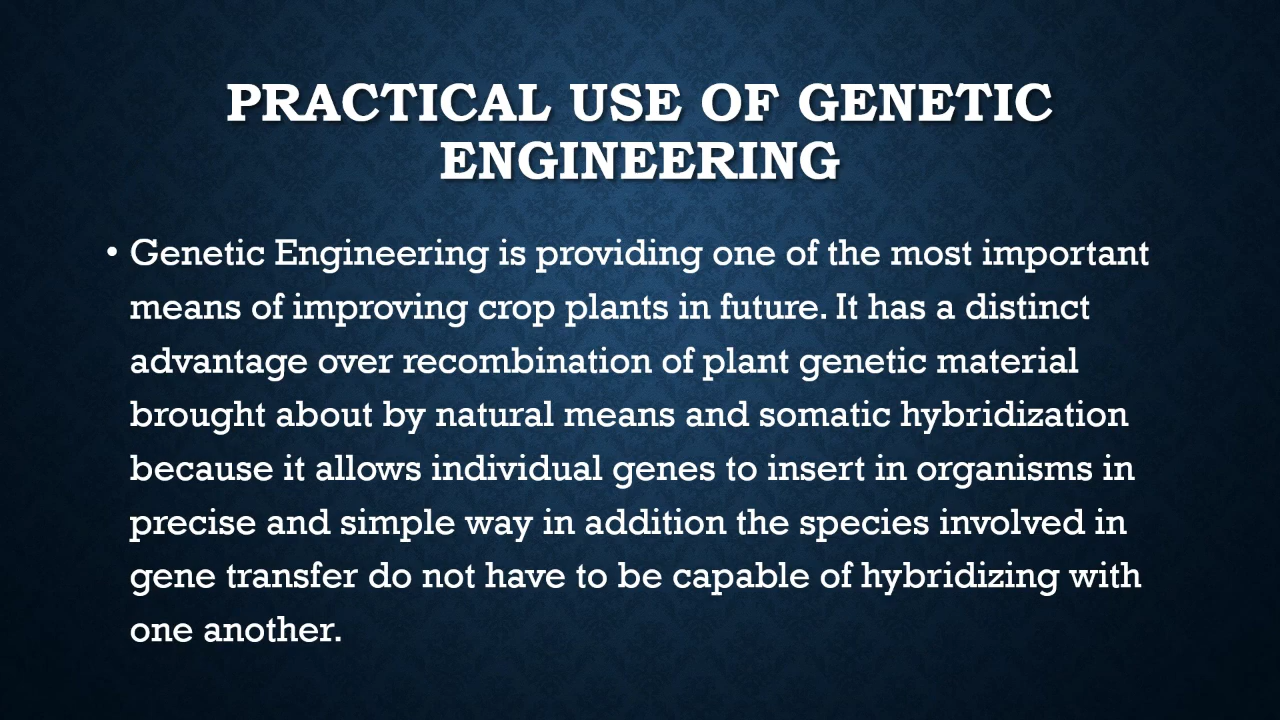 PRACTICAL USE OF GENETIC
ENGINEERING
• Genetic Engineering is providing one of the most important
means of improving crop plants in future. It has a distinct
advantage over recombination of plant genetic material
brought about by natural means and somatic hybridization
because it allows individual genes to insert in organisms in
precise and simple way in addition the species involved in
gene transfer do not have to be capable of hybridizing with
one another.